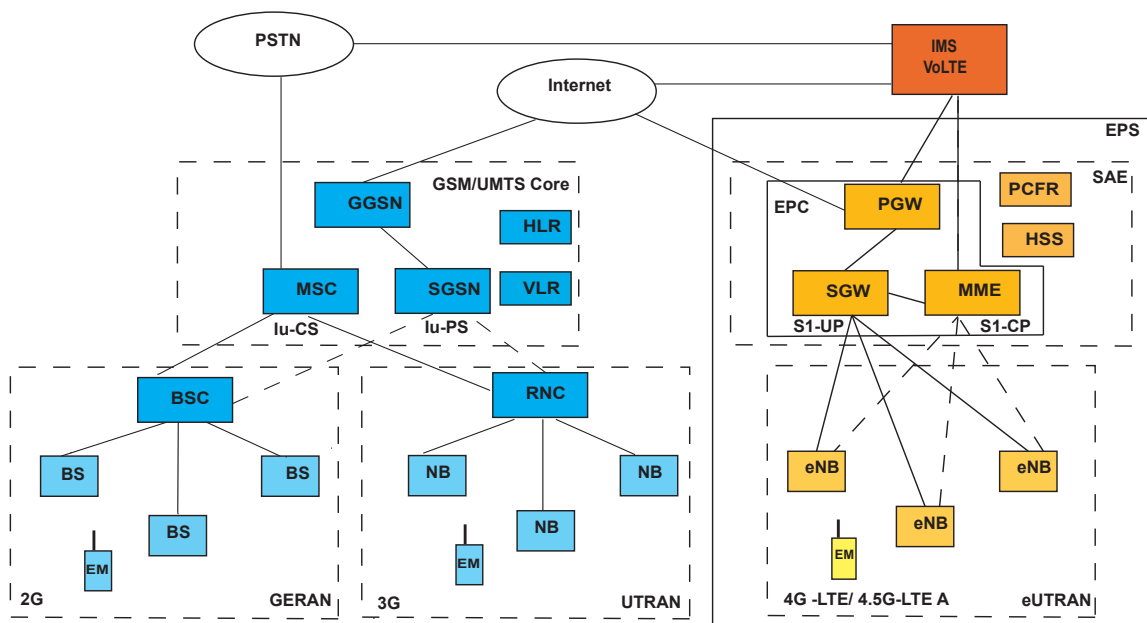 PSTN
IMS
VoLTE
Internet
EPS
GSM/UMTS Core
SAE
GGSN
HLR
EPC
PGW
PCFR
HSS
MSC
SGSN
VLR
SGW
MME
Iu-CS
Iu-PS
S1-UP
S1-CP
BSC
RNC
BS
BS
BS
NB
NB
NB
eNB
eNB
eNB
EM
EM
EM
2G
GERAN
3G
UTRAN
4G -LTE/ 4.5G-LTE A
eUTRAN